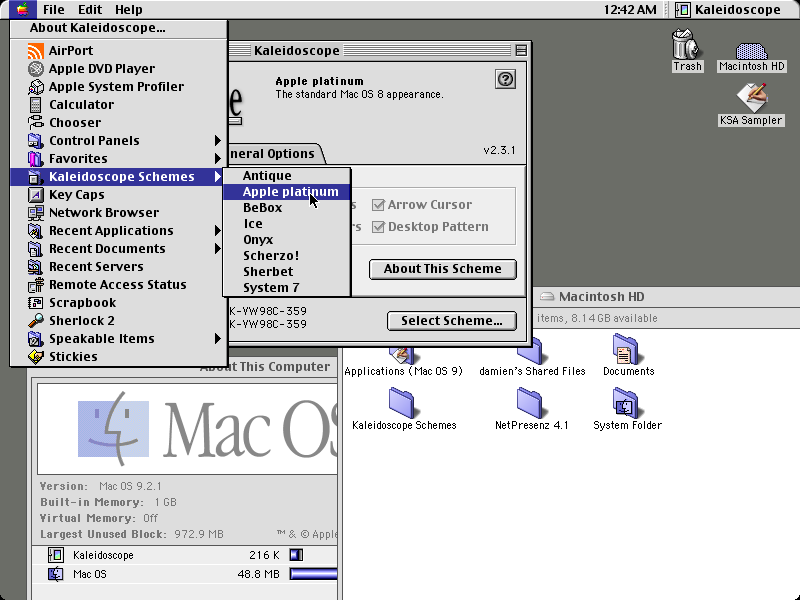 File Edit Help
12:42 AM Kaleidoscope
About Kaleidoscope...
AirPort
Apple DVD Player
Apple System Profiler
Calculator
Chooser
Control Panels
Favorites
Kaleidoscope Schemes
Key Caps
Network Browser
Recent Applications
Recent Documents
Recent Servers
Remote Access Status
Scrapbook
Sherlock 2
Speakable Items
Stickies
Antique
Apple platinum
BeBox
Ice
Onyx
Scherzo!
Sherbet
System 7
Kaleidoscope
Apple platinum
The standard Mac OS 8 appearance.
neral Options
v2.3.1
Arrow Cursor
Desktop Pattern
About This Scheme
K-YW98C-359
K-YW98C-359
Select Scheme...
Trash
Macintosh HD
KSA Sampler
Macintosh HD
items, 8.14 GB available
Applications (Mac OS 9)
damien's Shared Files
Documents
Kaleidoscope Schemes
NetPresenz 4.1
System Folder
About This Computer
Mac OS
Version: Mac OS 9.2.1
Built-in Memory: 1 GB
Virtual Memory: Off
Largest Unused Block: 972.9 MB
™ & © Apple
Kaleidoscope 216 K
Mac OS 48.8 MB